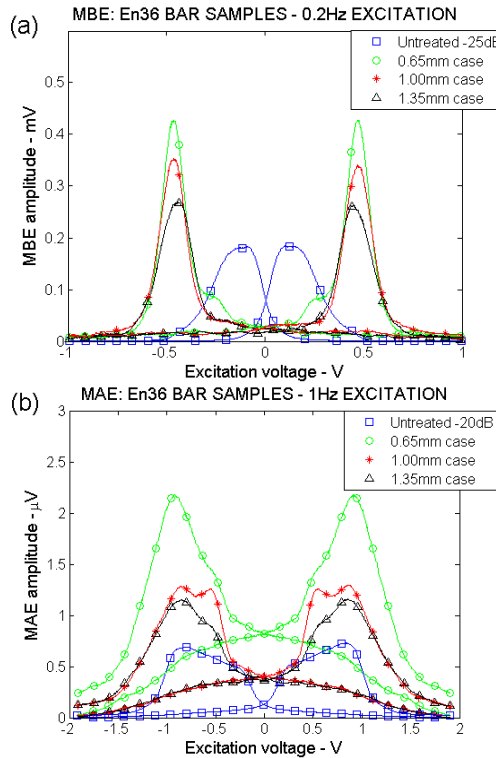 (a)
MBE: En36 BAR SAMPLES - 0.2Hz EXCITATION
Untreated -25dB
0.65mm case
1.00mm case
1.35mm case
MBE amplitude - mV
0.5
0.4
0.3
0.2
0.1
0
-1
-0.5
0
0.5
1
Excitation voltage - V
(b)
MAE: En36 BAR SAMPLES - 1Hz EXCITATION
Untreated -20dB
0.65mm case
1.00mm case
1.35mm case
MAE amplitude - μV
3
2.5
2
1.5
1
0.5
0
-2
-1.5
-1
-0.5
0
0.5
1
1.5
2
Excitation voltage - V